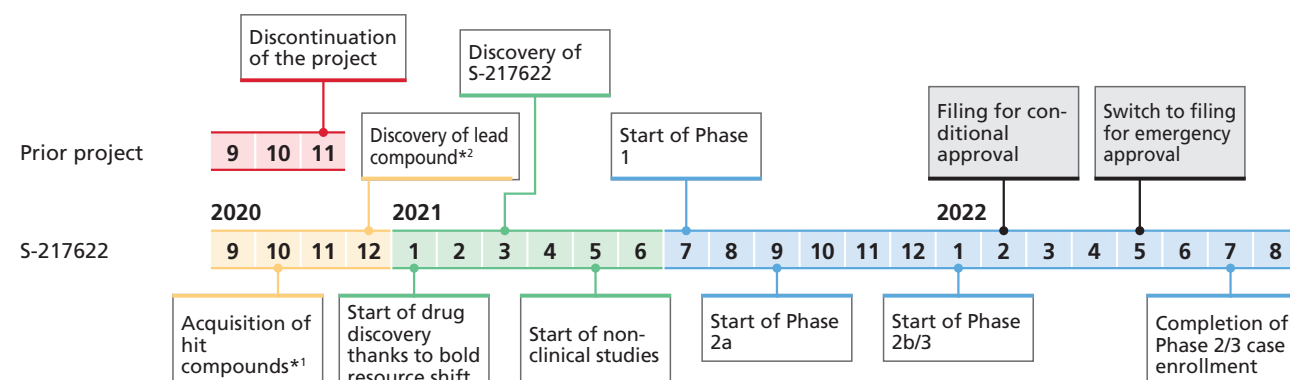 Discontinuation
of the project
Discovery of
S-217622
Discovery of lead
compound*2
Start of Phase
1
Filing for con-
ditional
approval
Switch to filing
for emergency
approval
Prior project
9 10 11
2020 2021 2022
S-217622
9 10 11 12 1 2 3 4 5 6 7 8 9 10 11 12 1 2 3 4 5 6 7 8
Acquisition of
hit
compounds*1
Start of drug
discovery
thanks to bold
resource shift
Start of non-
clinical studies
Start of Phase
2a
Start of Phase
2b/3
Completion of
Phase 2/3 case
enrollment